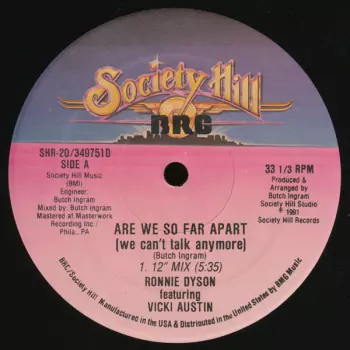 Society Hill
BRG
SHR-20/349751D
SIDE A
Society Hill Music
(BMI)
Engineer:
Butch Ingram
Mixed by: Butch Ingram
Mastered at Masterwork
Recording Inc./
Phila., PA
33 1/3 RPM
Produced &
Arranged by
Butch Ingram
Society Hill Studio
℗ 1991
Society Hill Records
ARE WE SO FAR APART
(we can't talk anymore)
(Butch Ingram)
1. 12" MIX (5:35)
RONNIE DYSON
featuring
VICKI AUSTIN
BKC/Society Hill/ Manufactured in the USA & Distributed in the United States by BMG Music